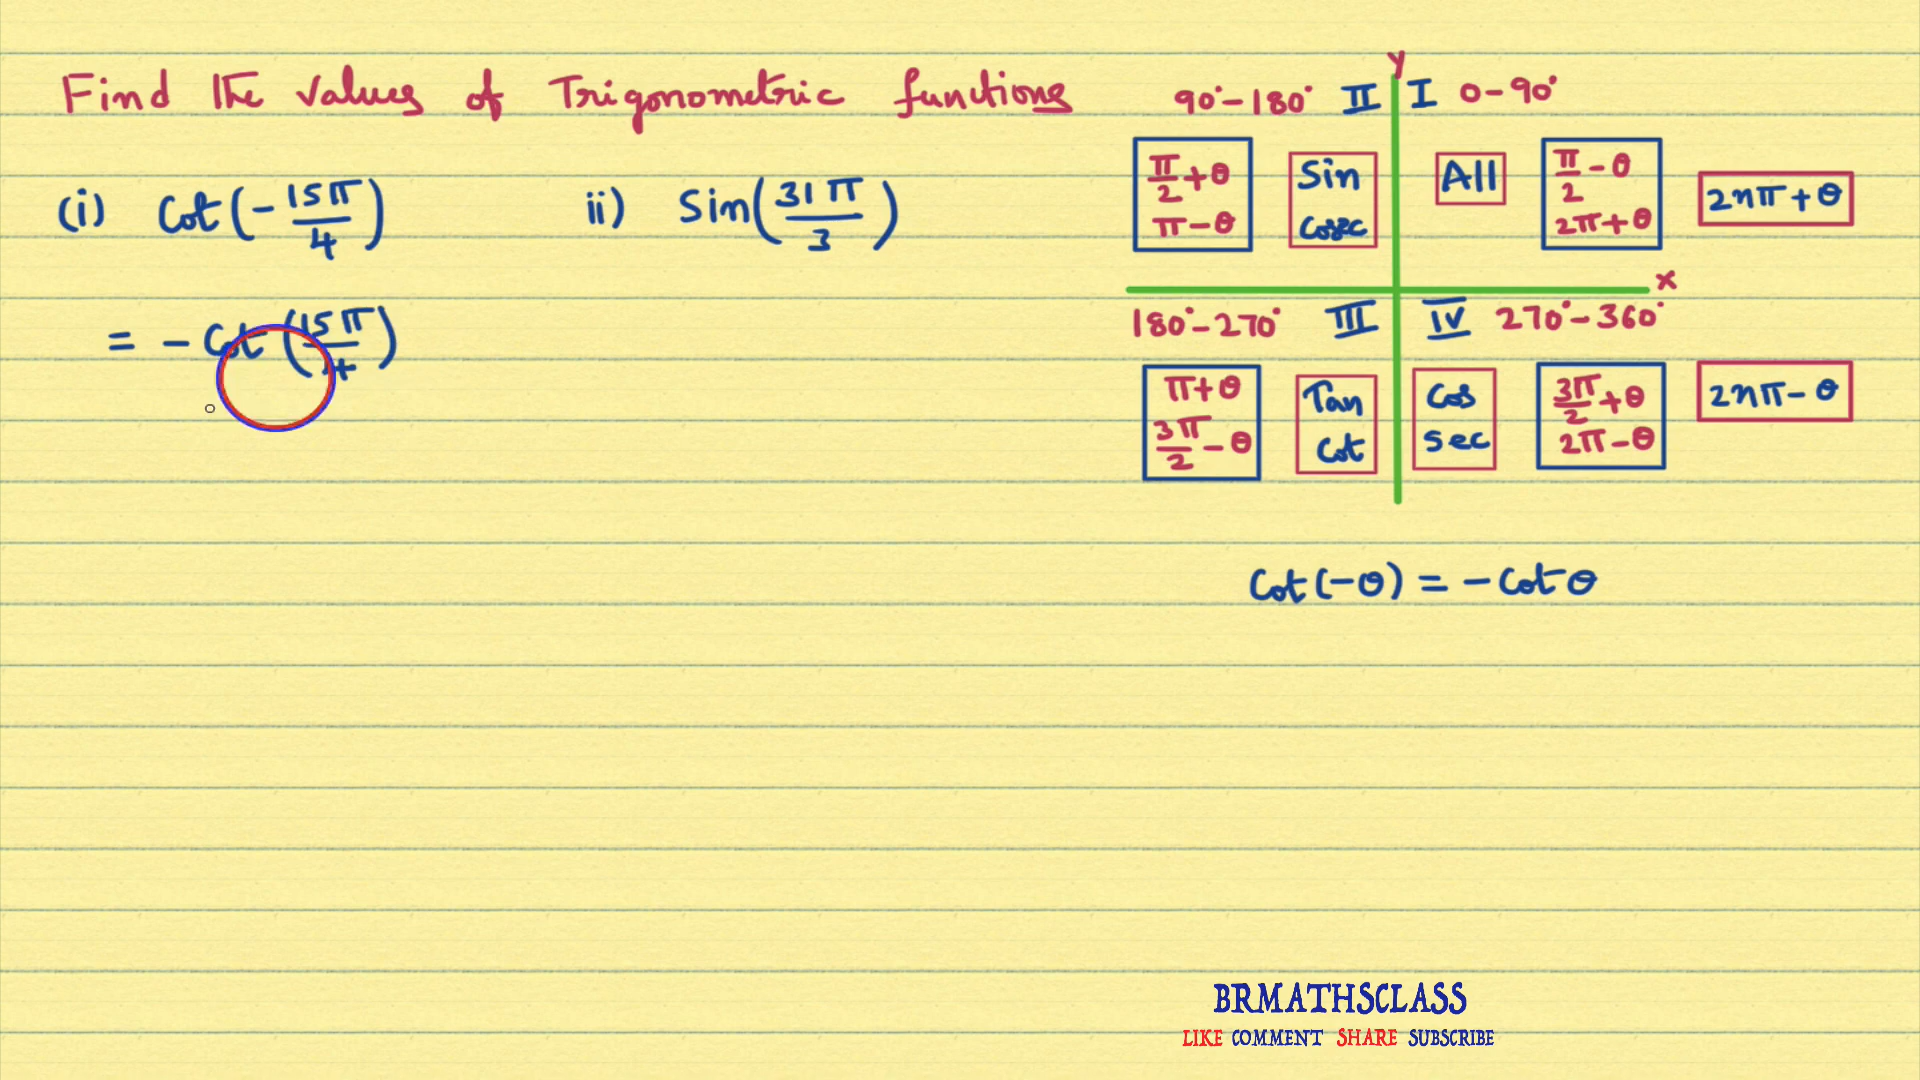 Find the values of Trigonometric functions
(i) Cot(-15π/4) ii) Sin(31π/3)
= - Cot (15π/4)
y
90°-180° II I 0-90°
π/2+θ
π-θ
Sin
Cosec
All
π/2-θ
2π+θ
2nπ+θ
x
180°-270° III IV 270°-360°
π+θ
3π/2-θ
Tan
Cot
Cos
Sec
3π/2+θ
2π-θ
2nπ-θ
Cot(-θ) = -Cotθ
BRMATHSCLASS
LIKE COMMENT SHARE SUBSCRIBE